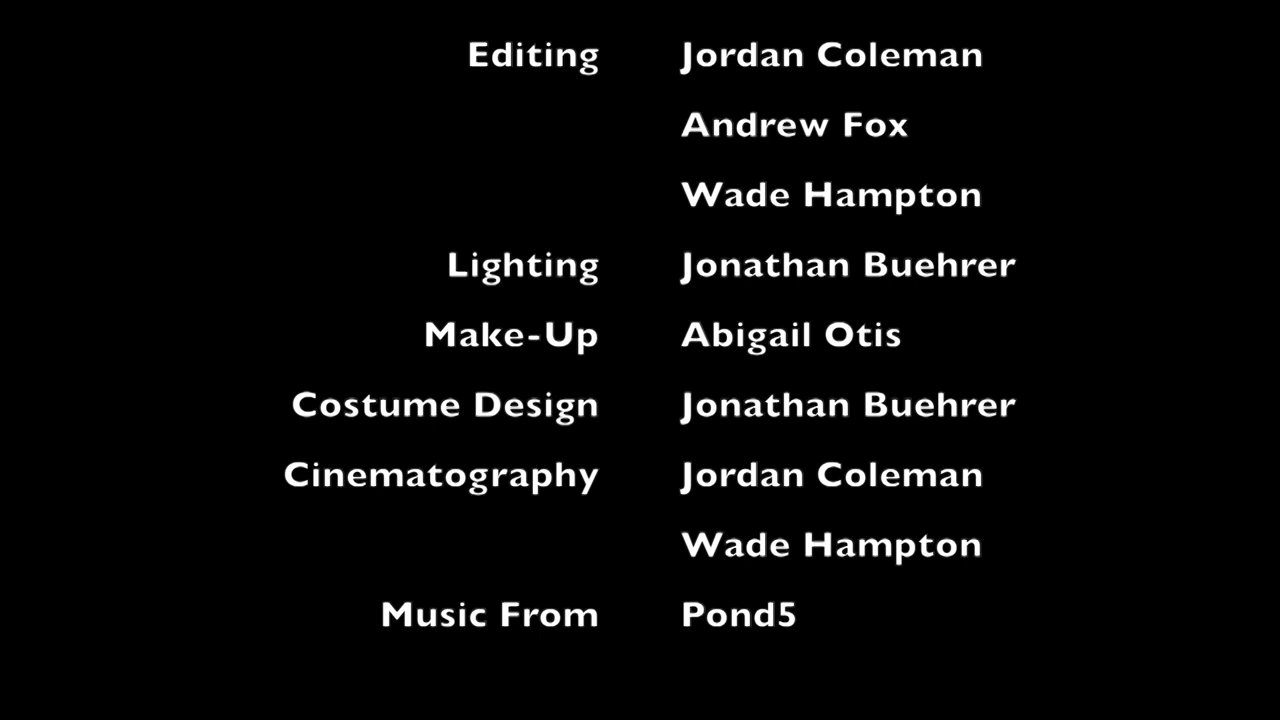 Editing Jordan Coleman
Andrew Fox
Wade Hampton
Lighting Jonathan Buehrer
Make-Up Abigail Otis
Costume Design Jonathan Buehrer
Cinematography Jordan Coleman
Wade Hampton
Music From Pond5